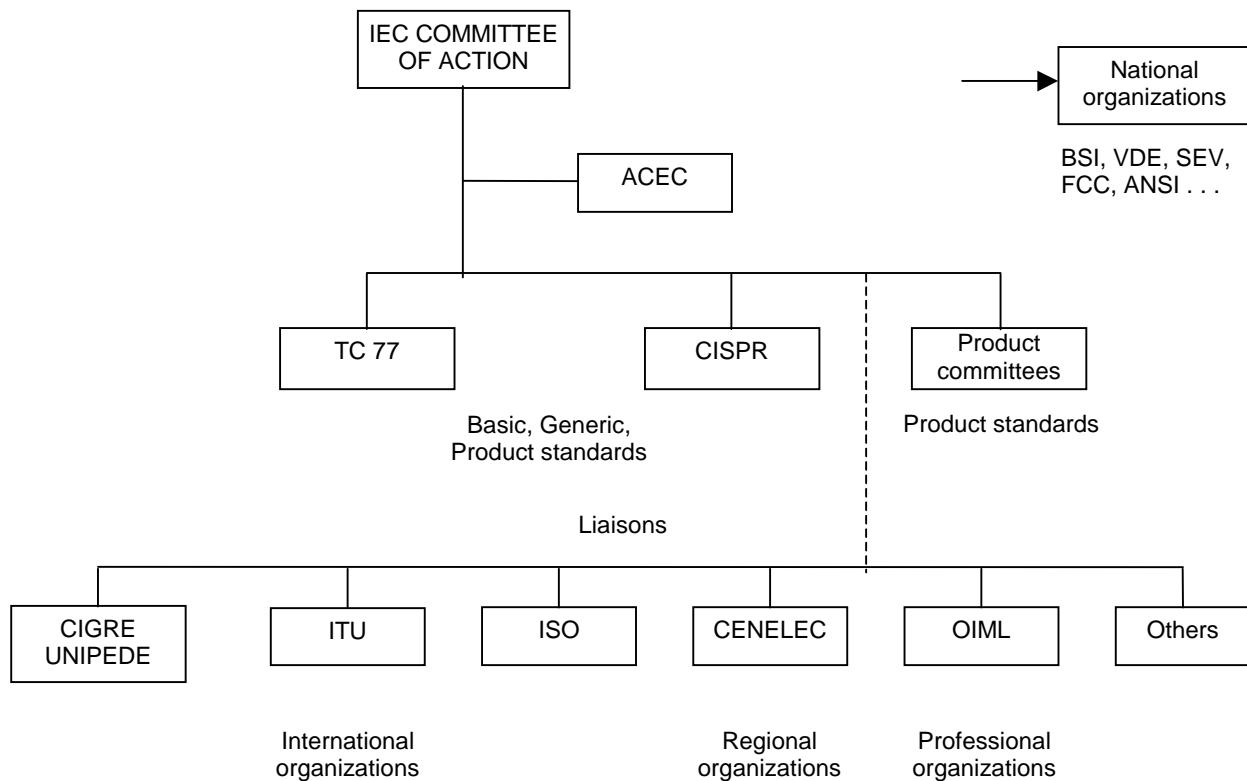 IEC COMMITTEE
OF ACTION
National
organizations
BSI, VDE, SEV,
FCC, ANSI . . .
ACEC
TC 77
CISPR
Product
committees
Basic, Generic,
Product standards
Product standards
Liaisons
CIGRE
UNIPEDE
ITU
ISO
CENELEC
OIML
Others
International
organizations
Regional
organizations
Professional
organizations